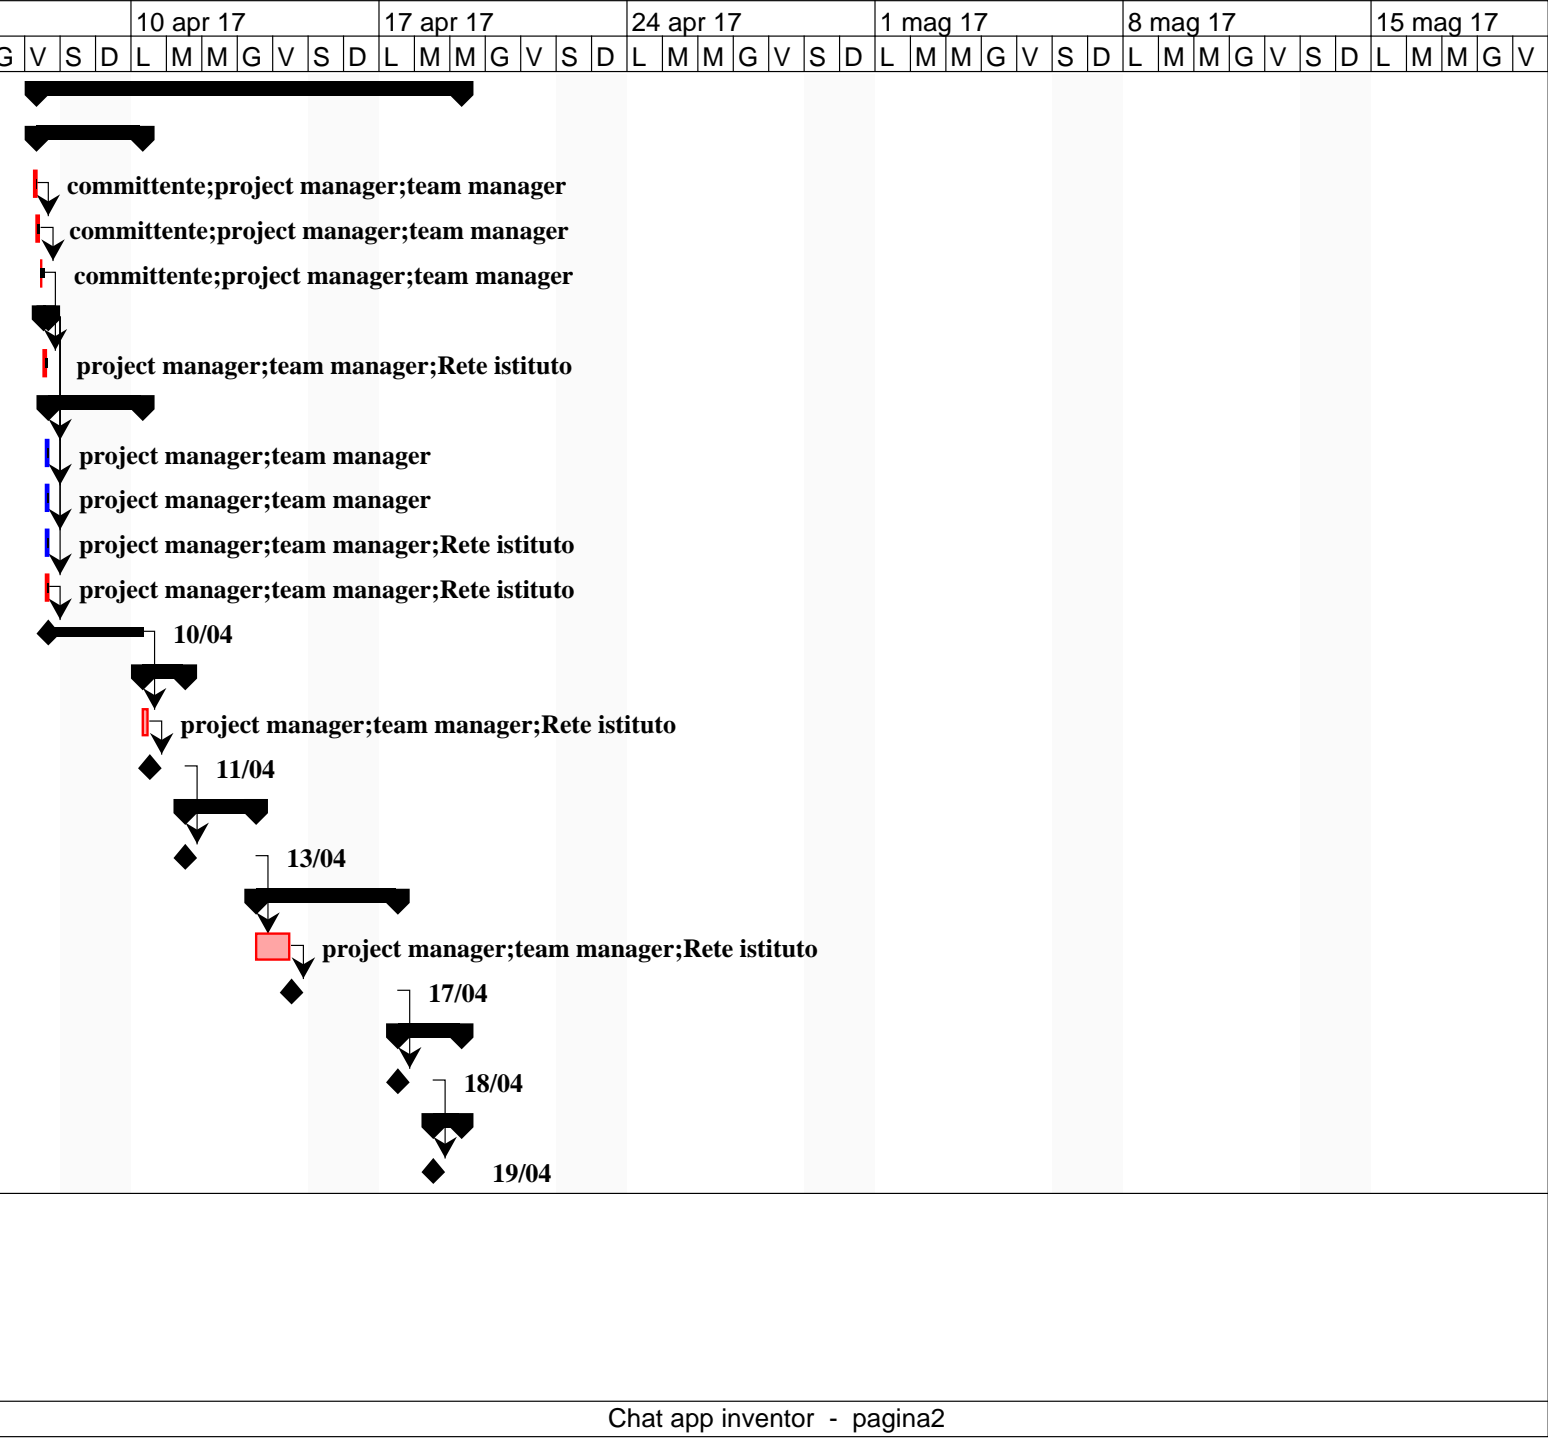 10 apr 17 17 apr 17 24 apr 17 1 mag 17 8 mag 17 15 mag 17
G V S D L M M G V S D L M M G V S D L M M G V S D L M M G V S D L M M G V S D L M M G V
committente;project manager;team manager
committente;project manager;team manager
committente;project manager;team manager
project manager;team manager;Rete istituto
project manager;team manager
project manager;team manager
project manager;team manager;Rete istituto
project manager;team manager;Rete istituto
10/04
project manager;team manager;Rete istituto
11/04
13/04
project manager;team manager;Rete istituto
17/04
18/04
19/04
Chat app inventor - pagina2